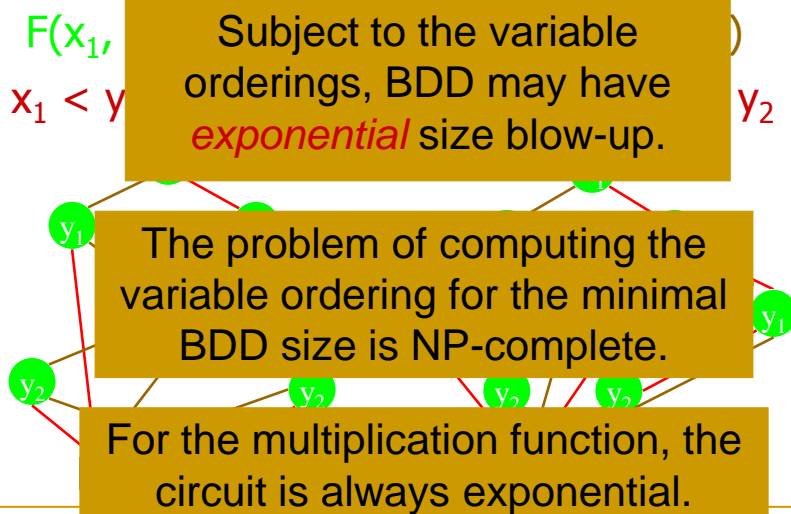 F(x₁, )
x₁ < y y₂
Subject to the variable
orderings, BDD may have
exponential size blow-up.
1
y₁
The problem of computing the
variable ordering for the minimal
BDD size is NP-complete.
y₁
y₂ y₂ y₂ y₂
For the multiplication function, the
circuit is always exponential.